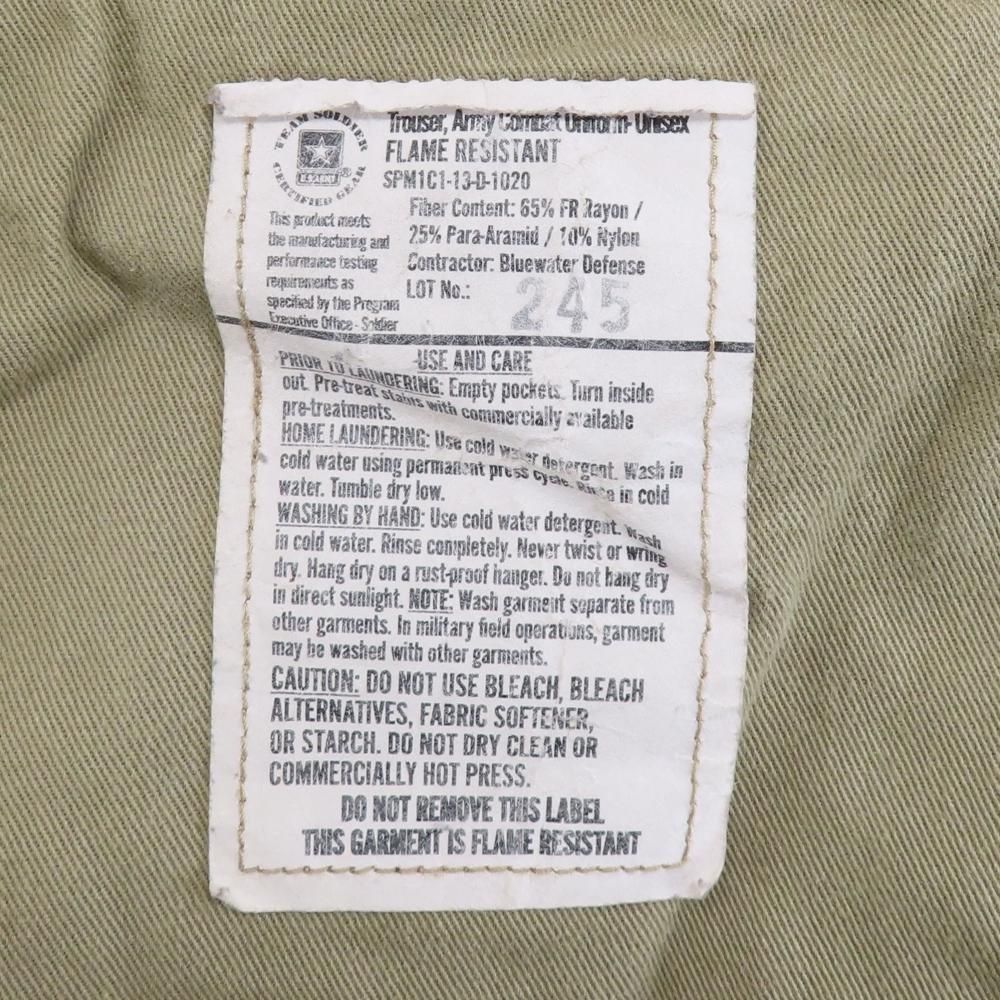 TEAM SOLDIER
U.S.ARMY®
CERTIFIED GEAR
This product meets
the manufacturing and
performance testing
requirements as
specified by the Program
Executive Office - Soldier
Trouser, Army Combat Uniform- Unisex
FLAME RESISTANT
SPM1C1-13-D-1020
Fiber Content: 65% FR Rayon /
25% Para-Aramid / 10% Nylon
Contractor: Bluewater Defense
LOT No.: 245
USE AND CARE
PRIOR TO LAUNDERING: Empty pockets. Turn inside
out. Pre-treat stains with commercially available
pre-treatments.
HOME LAUNDERING: Use cold water detergent. Wash in
cold water using permanent press cycle. Rinse in cold
water. Tumble dry low.
WASHING BY HAND: Use cold water detergent. Wash
in cold water. Rinse completely. Never twist or wring
dry. Hang dry on a rust-proof hanger. Do not hang dry
in direct sunlight. NOTE: Wash garment separate from
other garments. In military field operations, garment
may be washed with other garments.
CAUTION: DO NOT USE BLEACH, BLEACH
ALTERNATIVES, FABRIC SOFTENER,
OR STARCH. DO NOT DRY CLEAN OR
COMMERCIALLY HOT PRESS.
DO NOT REMOVE THIS LABEL
THIS GARMENT IS FLAME RESISTANT